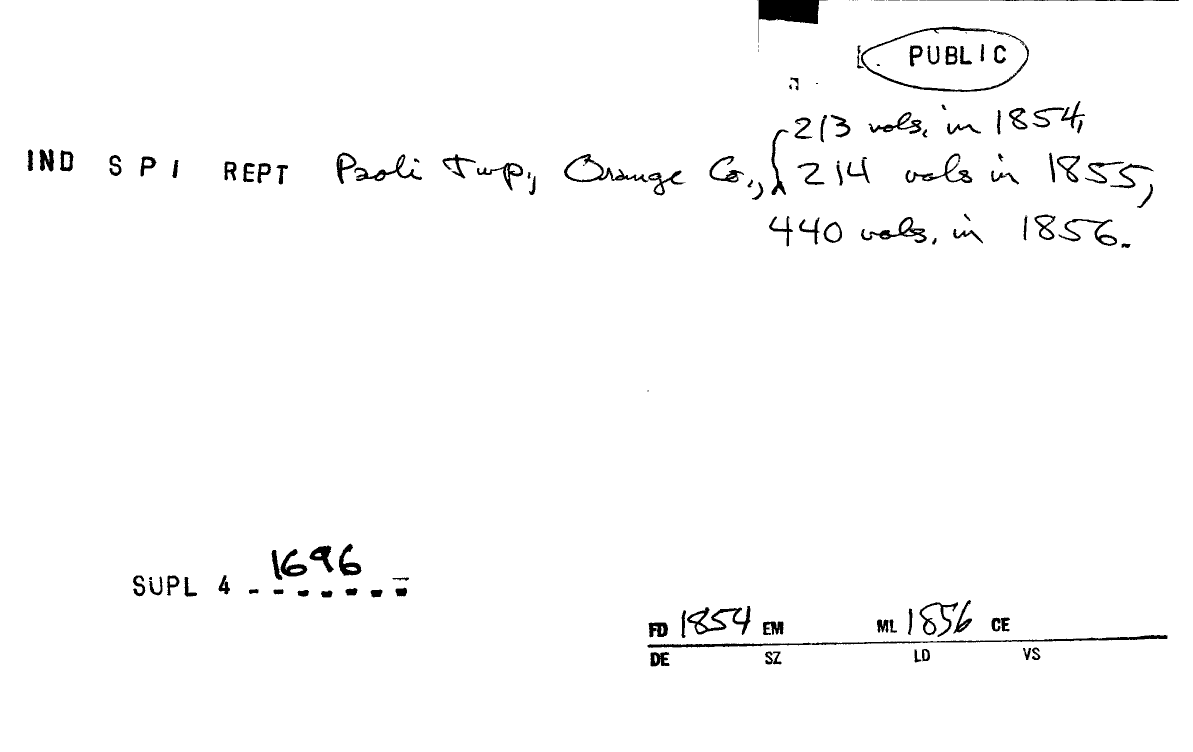 PUBLIC
213 vols. in 1854,
IND S P I REPT Paoli Twp., Orange Co., 214 vols in 1855,
440 vols. in 1856.
SUPL 4 1696
FD 1854 EM ML 1856 CE
DE SZ LD VS